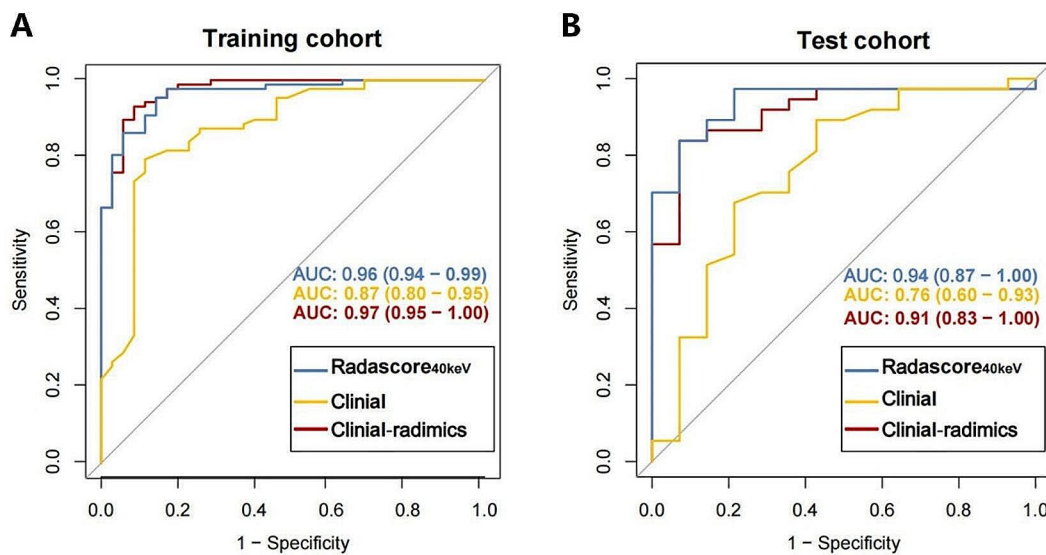 A
Training cohort
Sensitivity
1.0
0.8
0.6
0.4
0.2
0.0
AUC: 0.96 (0.94 – 0.99)
AUC: 0.87 (0.80 – 0.95)
AUC: 0.97 (0.95 – 1.00)
Radascore40keV
Clinial
Clinial-radimics
0.0 0.2 0.4 0.6 0.8 1.0
1 – Specificity
B
Test cohort
Sensitivity
1.0
0.8
0.6
0.4
0.2
0.0
AUC: 0.94 (0.87 – 1.00)
AUC: 0.76 (0.60 – 0.93)
AUC: 0.91 (0.83 – 1.00)
Radascore40keV
Clinial
Clinial-radimics
0.0 0.2 0.4 0.6 0.8 1.0
1 – Specificity